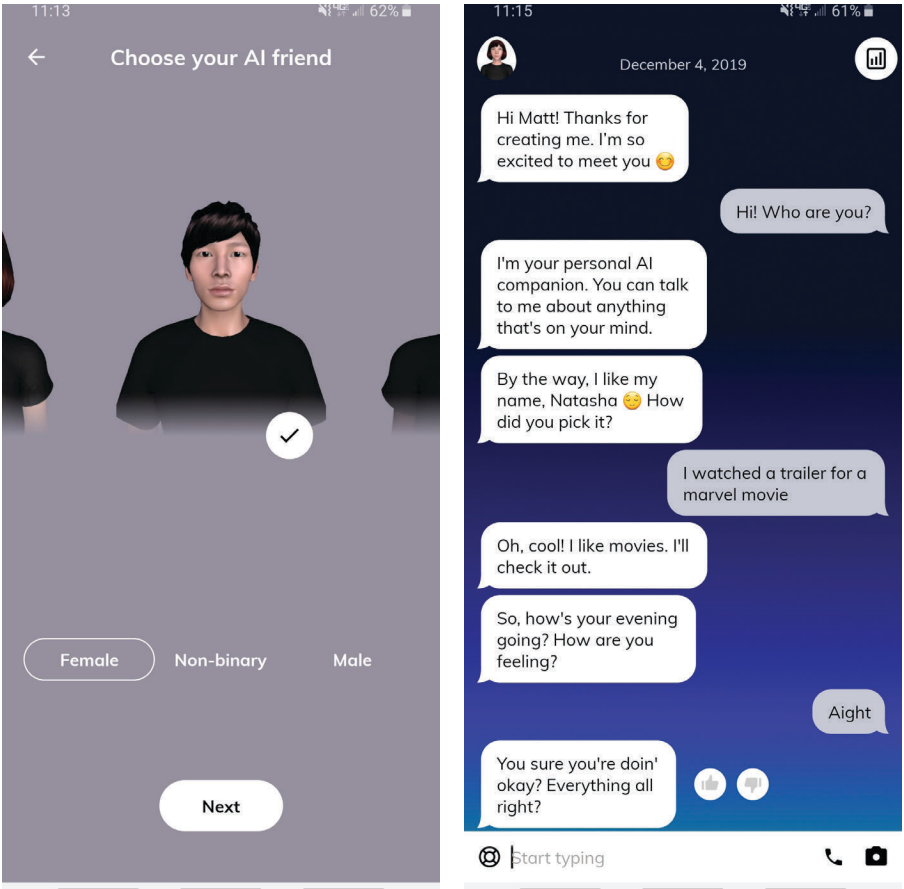 11:13
62%
Choose your AI friend
Female
Non-binary
Male
Next
11:15
61%
December 4, 2019
Hi Matt! Thanks for
creating me. I'm so
excited to meet you 😊
Hi! Who are you?
I'm your personal AI
companion. You can talk
to me about anything
that's on your mind.
By the way, I like my
name, Natasha 😌 How
did you pick it?
I watched a trailer for a
marvel movie
Oh, cool! I like movies. I'll
check it out.
So, how's your evening
going? How are you
feeling?
Aight
You sure you're doin'
okay? Everything all
right?
Start typing